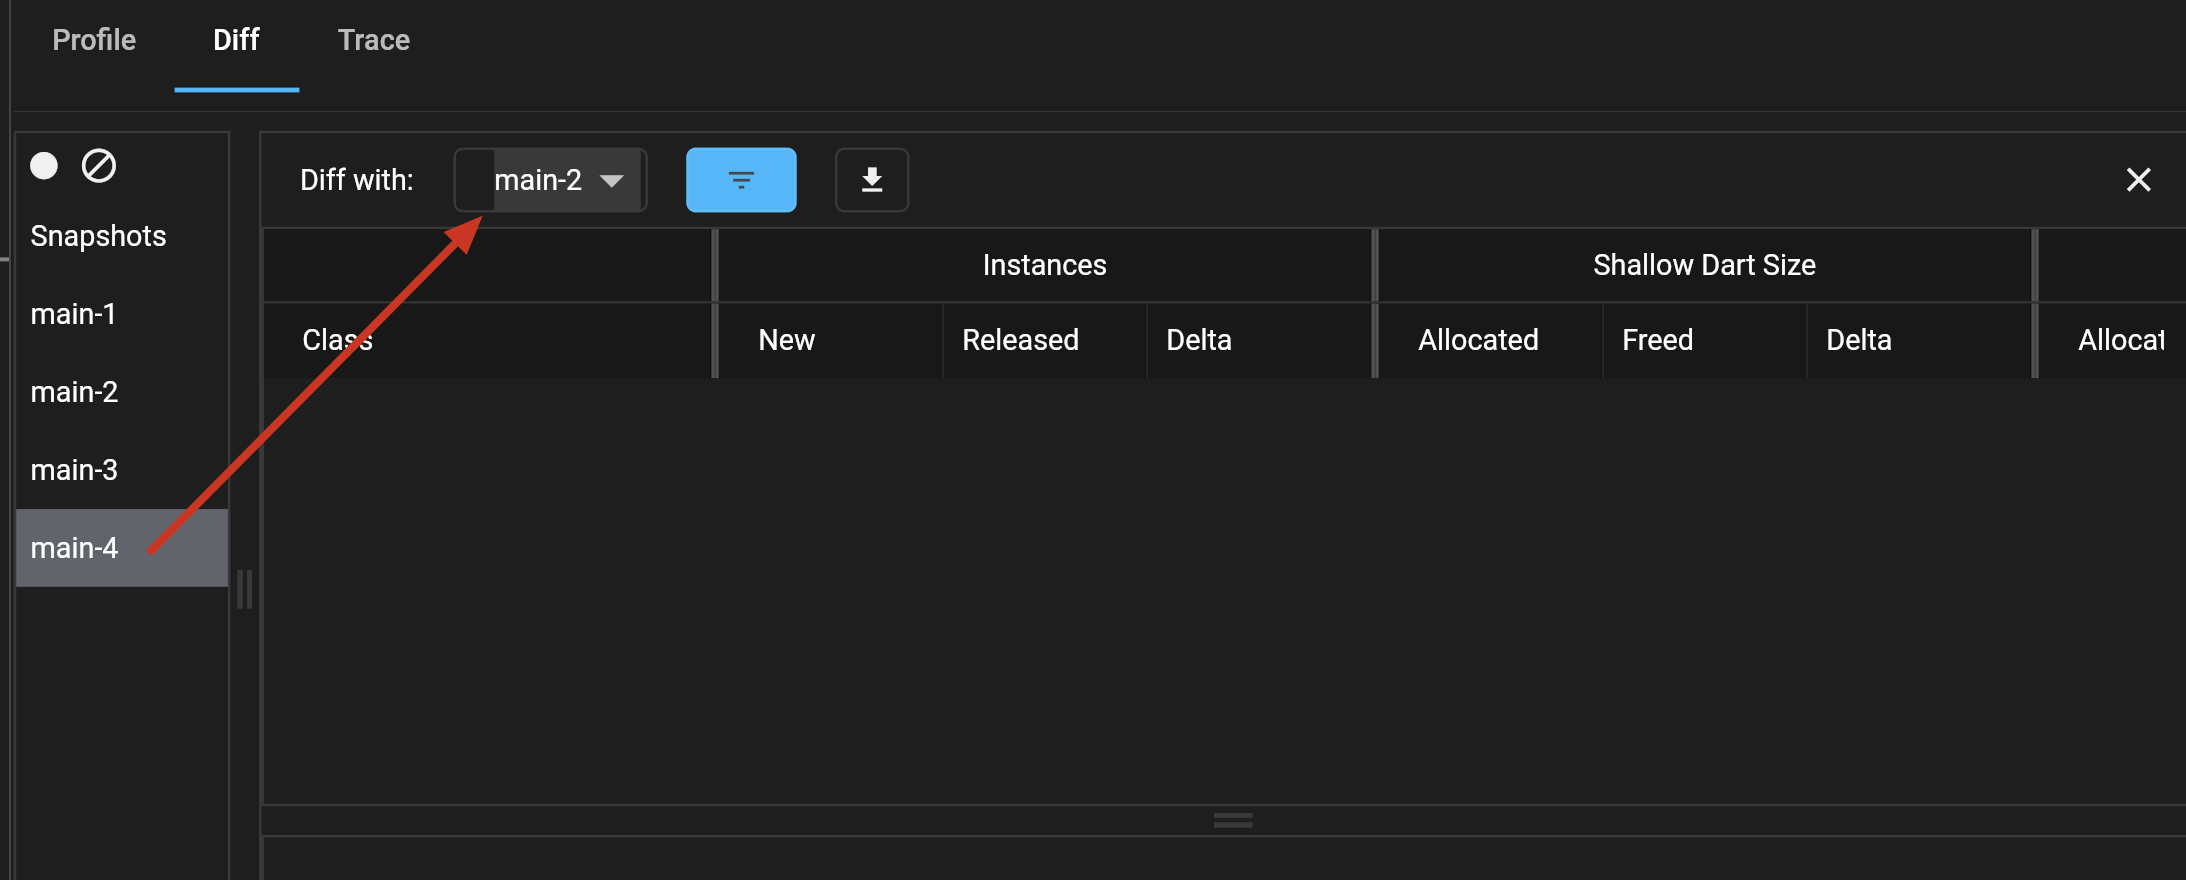 Profile Diff Trace
Diff with: main-2
Snapshots
main-1
main-2
main-3
main-4
Instances Shallow Dart Size
Class New Released Delta Allocated Freed Delta Allocat